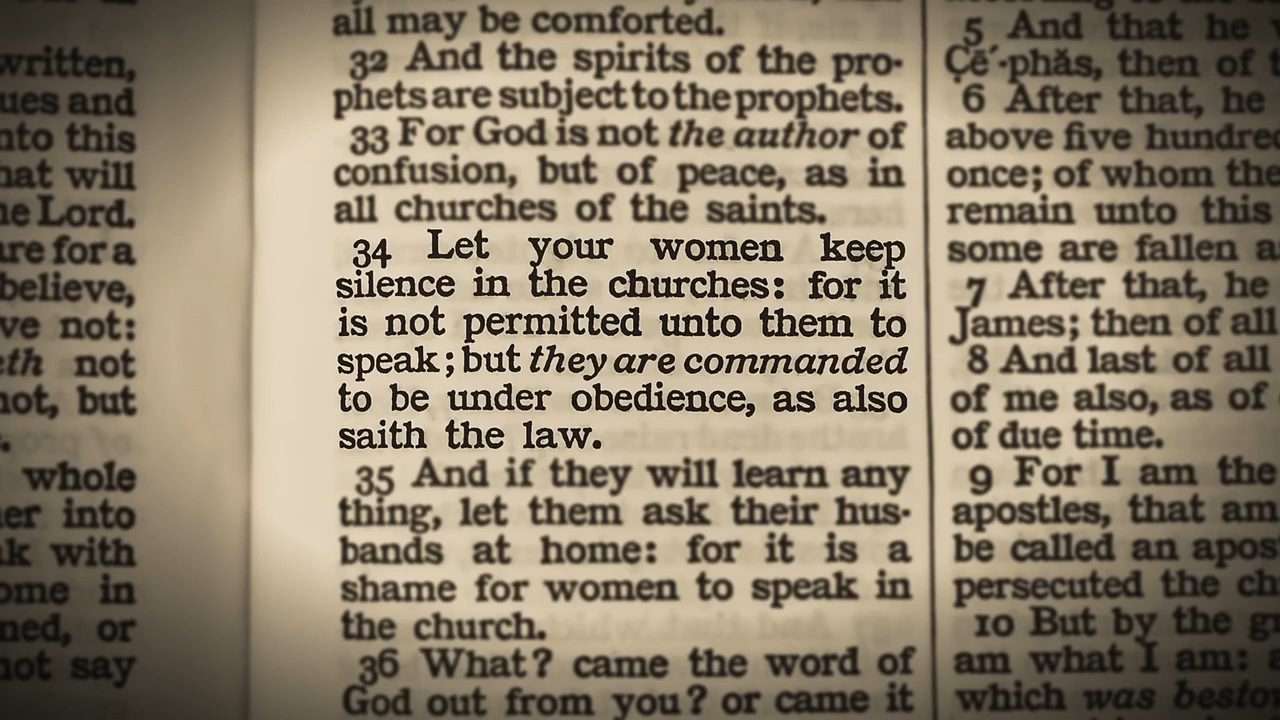 written,
ues and
nto this
hat will
e Lord.
are for a
believe,
ve not:
eth not
not, but
whole
er into
k with
ome in
ned, or
not say
all may be comforted.
32 And the spirits of the pro-
phets are subject to the prophets.
33 For God is not the author of
confusion, but of peace, as in
all churches of the saints.
34 Let your women keep
silence in the churches: for it
is not permitted unto them to
speak; but they are commanded
to be under obedience, as also
saith the law.
35 And if they will learn any
thing, let them ask their hus-
bands at home: for it is a
shame for women to speak in
the church.
36 What? came the word of
God out from you? or came it
5 And that he
Çē´-phăs, then of
6 After that, he
above five hundred
once; of whom the
remain unto this
some are fallen a
7 After that, he
James; then of all
8 And last of all
of me also, as of
of due time.
9 For I am the
apostles, that am
be called an apos
persecuted the ch
10 But by the g
am what I am:
which was bestow